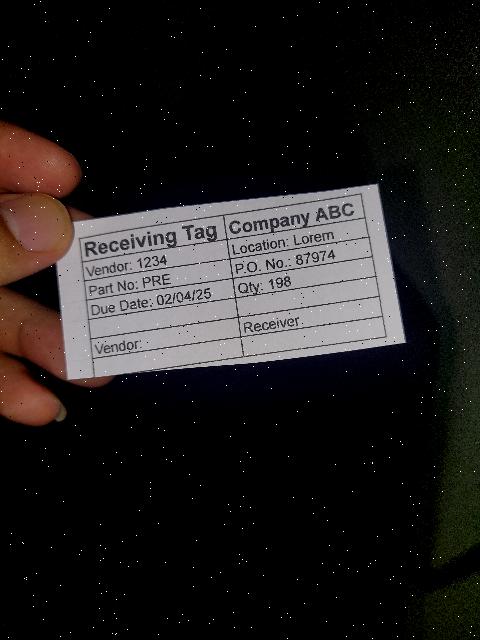 Receiving Tag Company ABC
Vendor: 1234 Location: Lorem
Part No: PRE P.O. No.: 87974
Due Date: 02/04/25 Qty: 198
Vendor: Receiver: